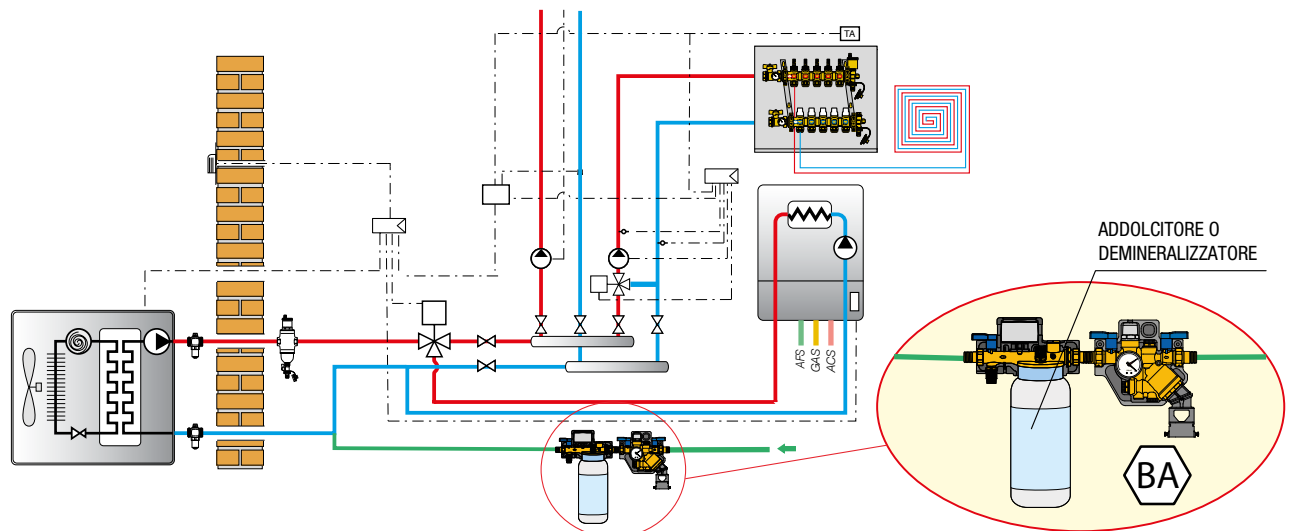 TA
ADDOLCITORE O
DEMINERALIZZATORE
AFS
GAS
ACS
BA